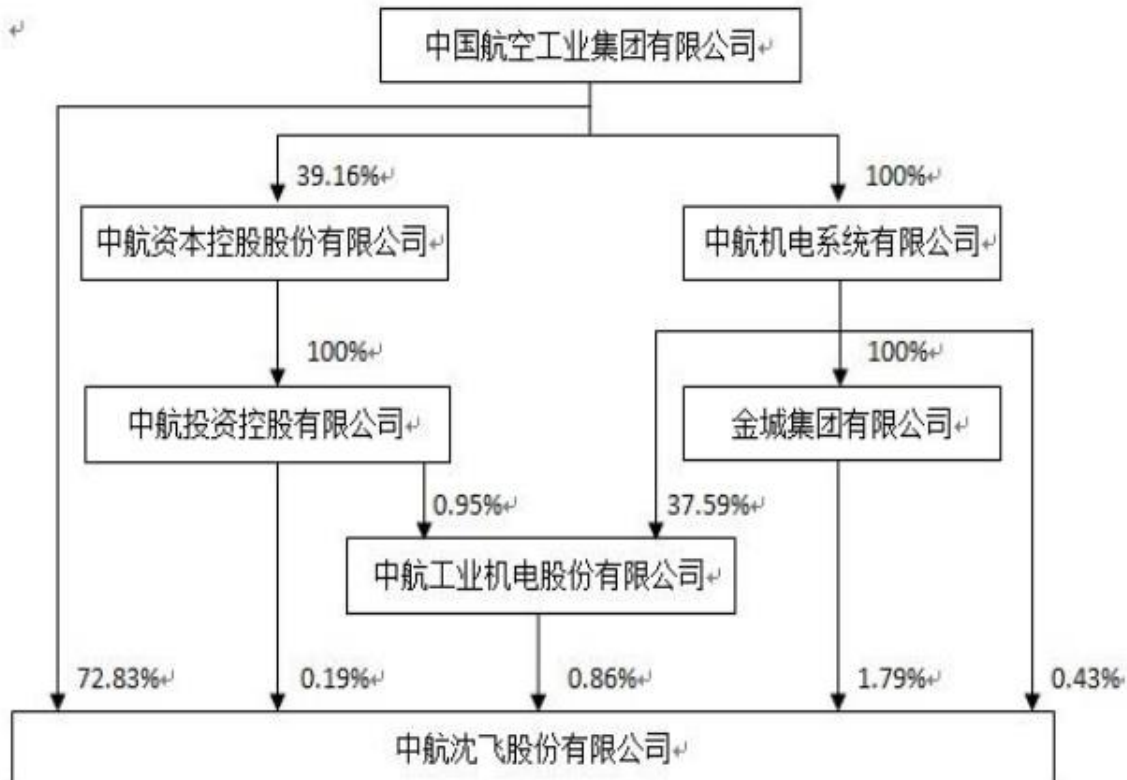 中国航空工业集团有限公司
39.16%
100%
中航资本控股股份有限公司
中航机电系统有限公司
100%
100%
中航投资控股有限公司
金城集团有限公司
0.95%
37.59%
中航工业机电股份有限公司
72.83%
0.19%
0.86%
1.79%
0.43%
中航沈飞股份有限公司